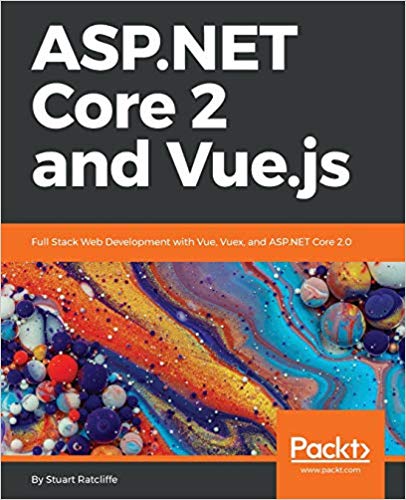 ASP.NET
Core 2
and Vue.js
Full Stack Web Development with Vue, Vuex, and ASP.NET Core 2.0
Packt>
www.packt.com
By Stuart Ratcliffe